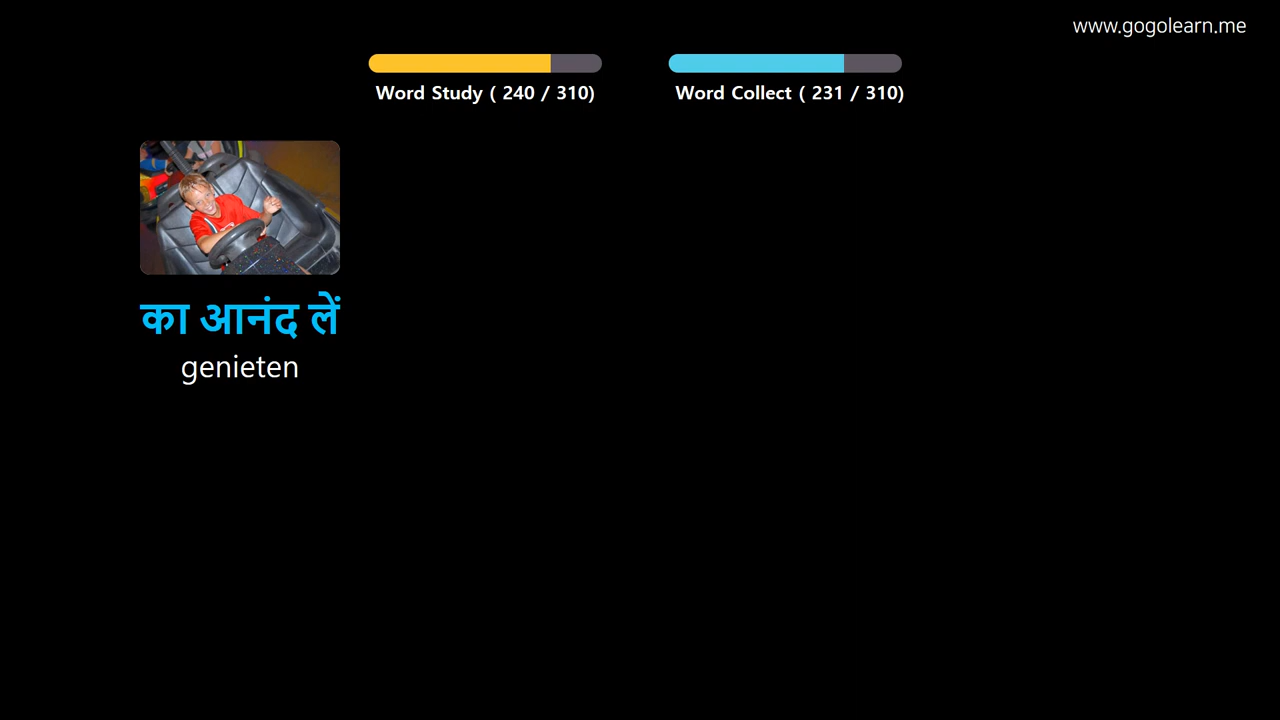 www.gogolearn.me
Word Study ( 240 / 310)
Word Collect ( 231 / 310)
का आनंद लें
genieten